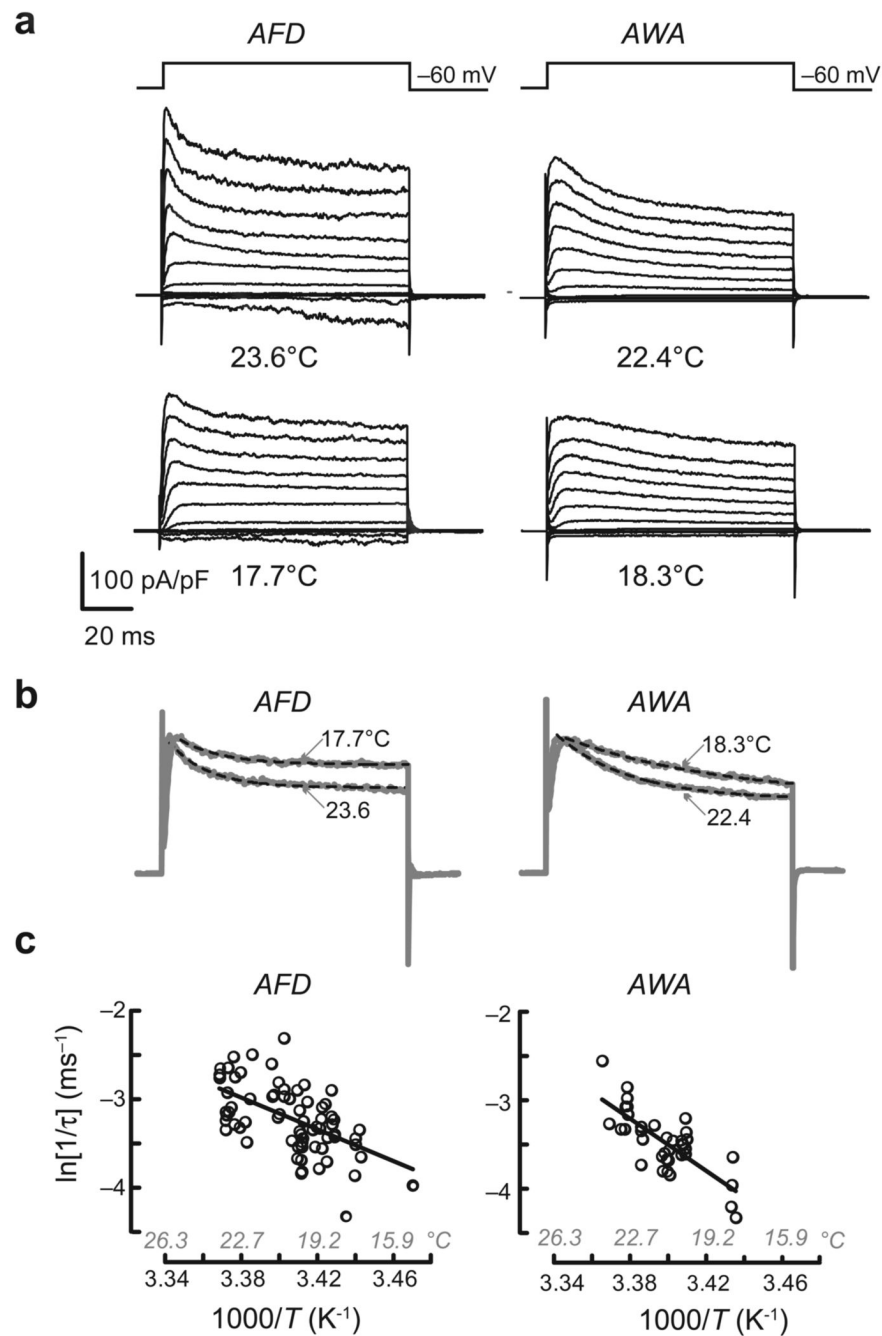 a
AFD AWA
–60 mV –60 mV
23.6°C 22.4°C
17.7°C 18.3°C
100 pA/pF
20 ms
b
AFD AWA
17.7°C 18.3°C
23.6 22.4
c
AFD AWA
ln[1/τ] (ms⁻¹)
–2 –2
–3 –3
–4 –4
26.3 22.7 19.2 15.9 °C 26.3 22.7 19.2 15.9 °C
3.34 3.38 3.42 3.46 3.34 3.38 3.42 3.46
1000/T (K⁻¹) 1000/T (K⁻¹)